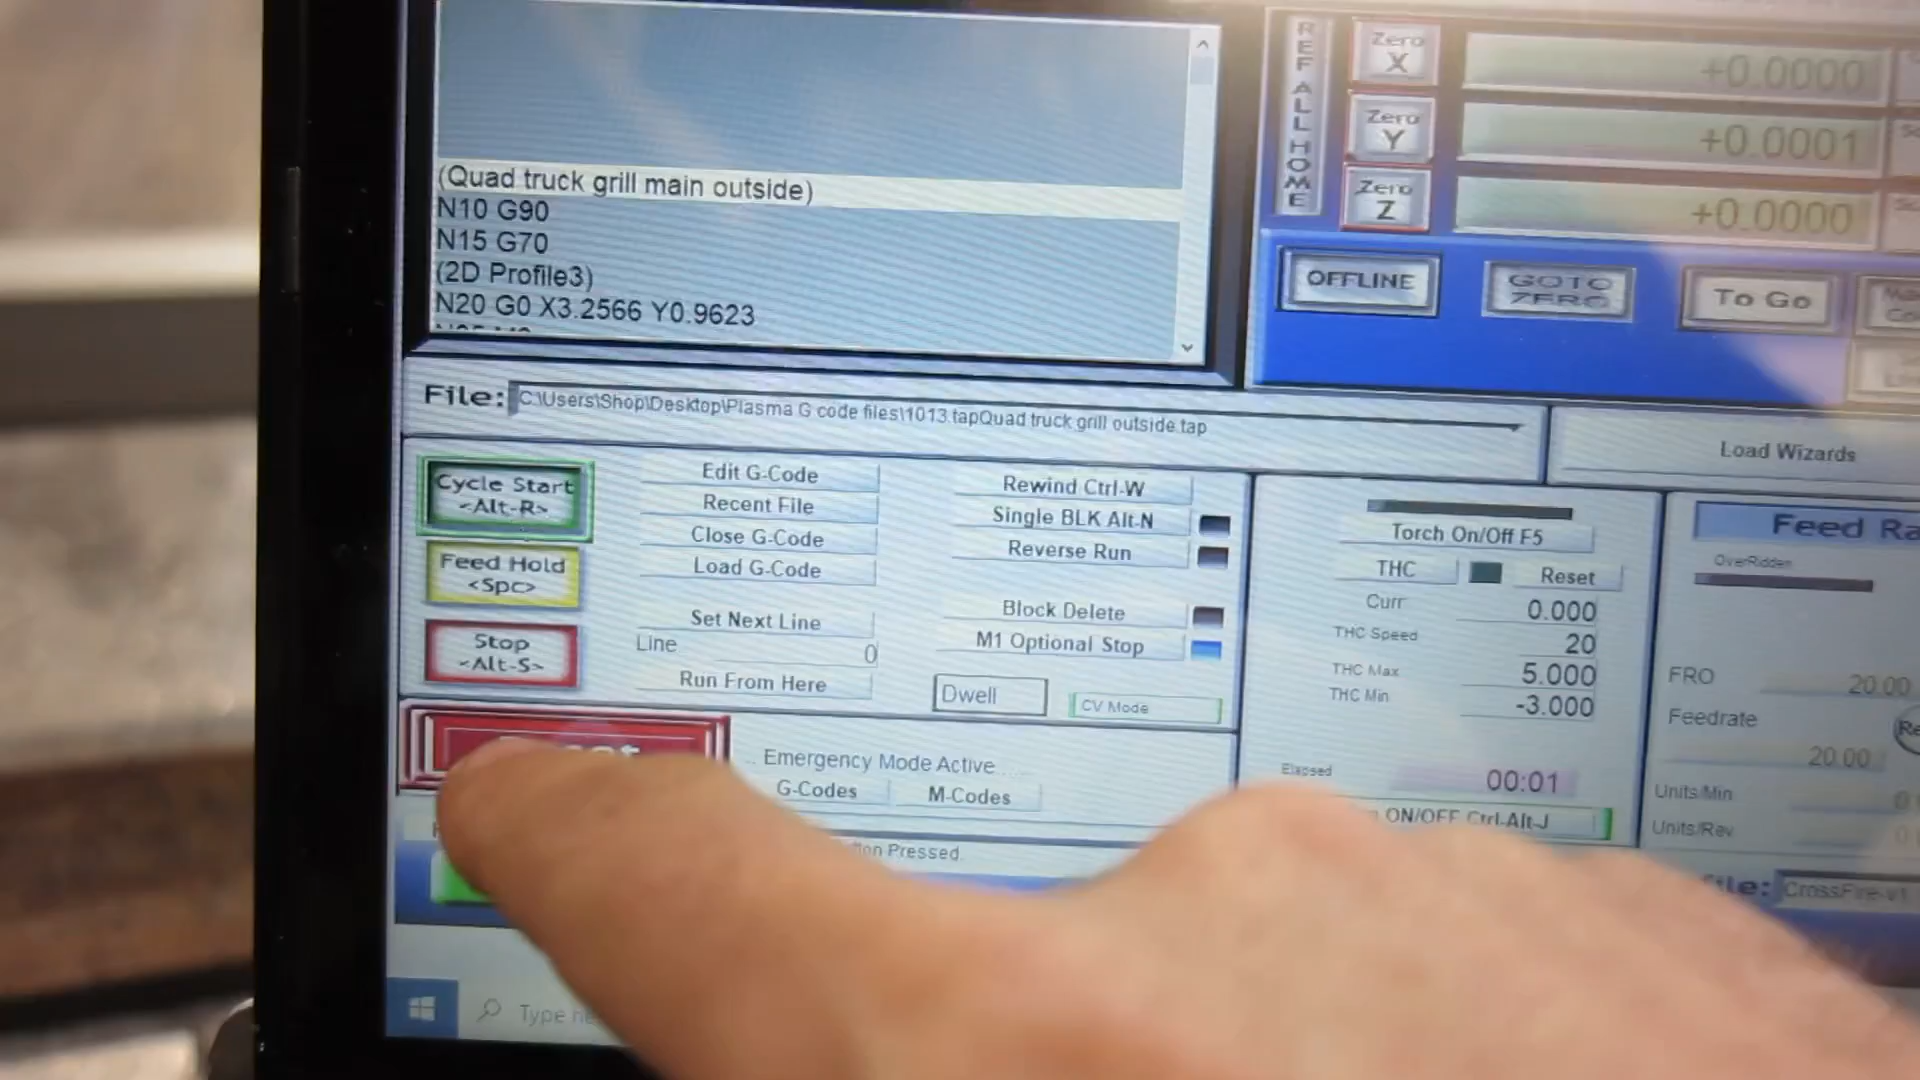 (Quad truck grill main outside)
N10 G90
N15 G70
(2D Profile3)
N20 G0 X3.2566 Y0.9623
REF ALL HOME
Zero X
+0.0000
Zero Y
+0.0001
Zero Z
+0.0000
OFFLINE
GOTO ZERO
To Go
File: C:\Users\Shop\Desktop\Plasma G code files\1013.tapQuad truck grill outside.tap
Load Wizards
Cycle Start
<Alt-R>
Feed Hold
<Spc>
Stop
<Alt-S>
Edit G-Code
Recent File
Close G-Code
Load G-Code
Set Next Line
Line 0
Run From Here
Rewind Ctrl-W
Single BLK Alt-N
Reverse Run
Block Delete
M1 Optional Stop
Dwell
CV Mode
Emergency Mode Active
G-Codes
M-Codes
Pressed.
Torch On/Off F5
THC
Reset
Curr 0.000
THC Speed 20
THC Max 5.000
THC Min -3.000
Elapsed 00:01
ON/OFF Ctrl-Alt-J
Feed
OverRidden
FRO 20.00
Feedrate
20.00
Units/Min
Units/Rev
CrossFire-v1
Type